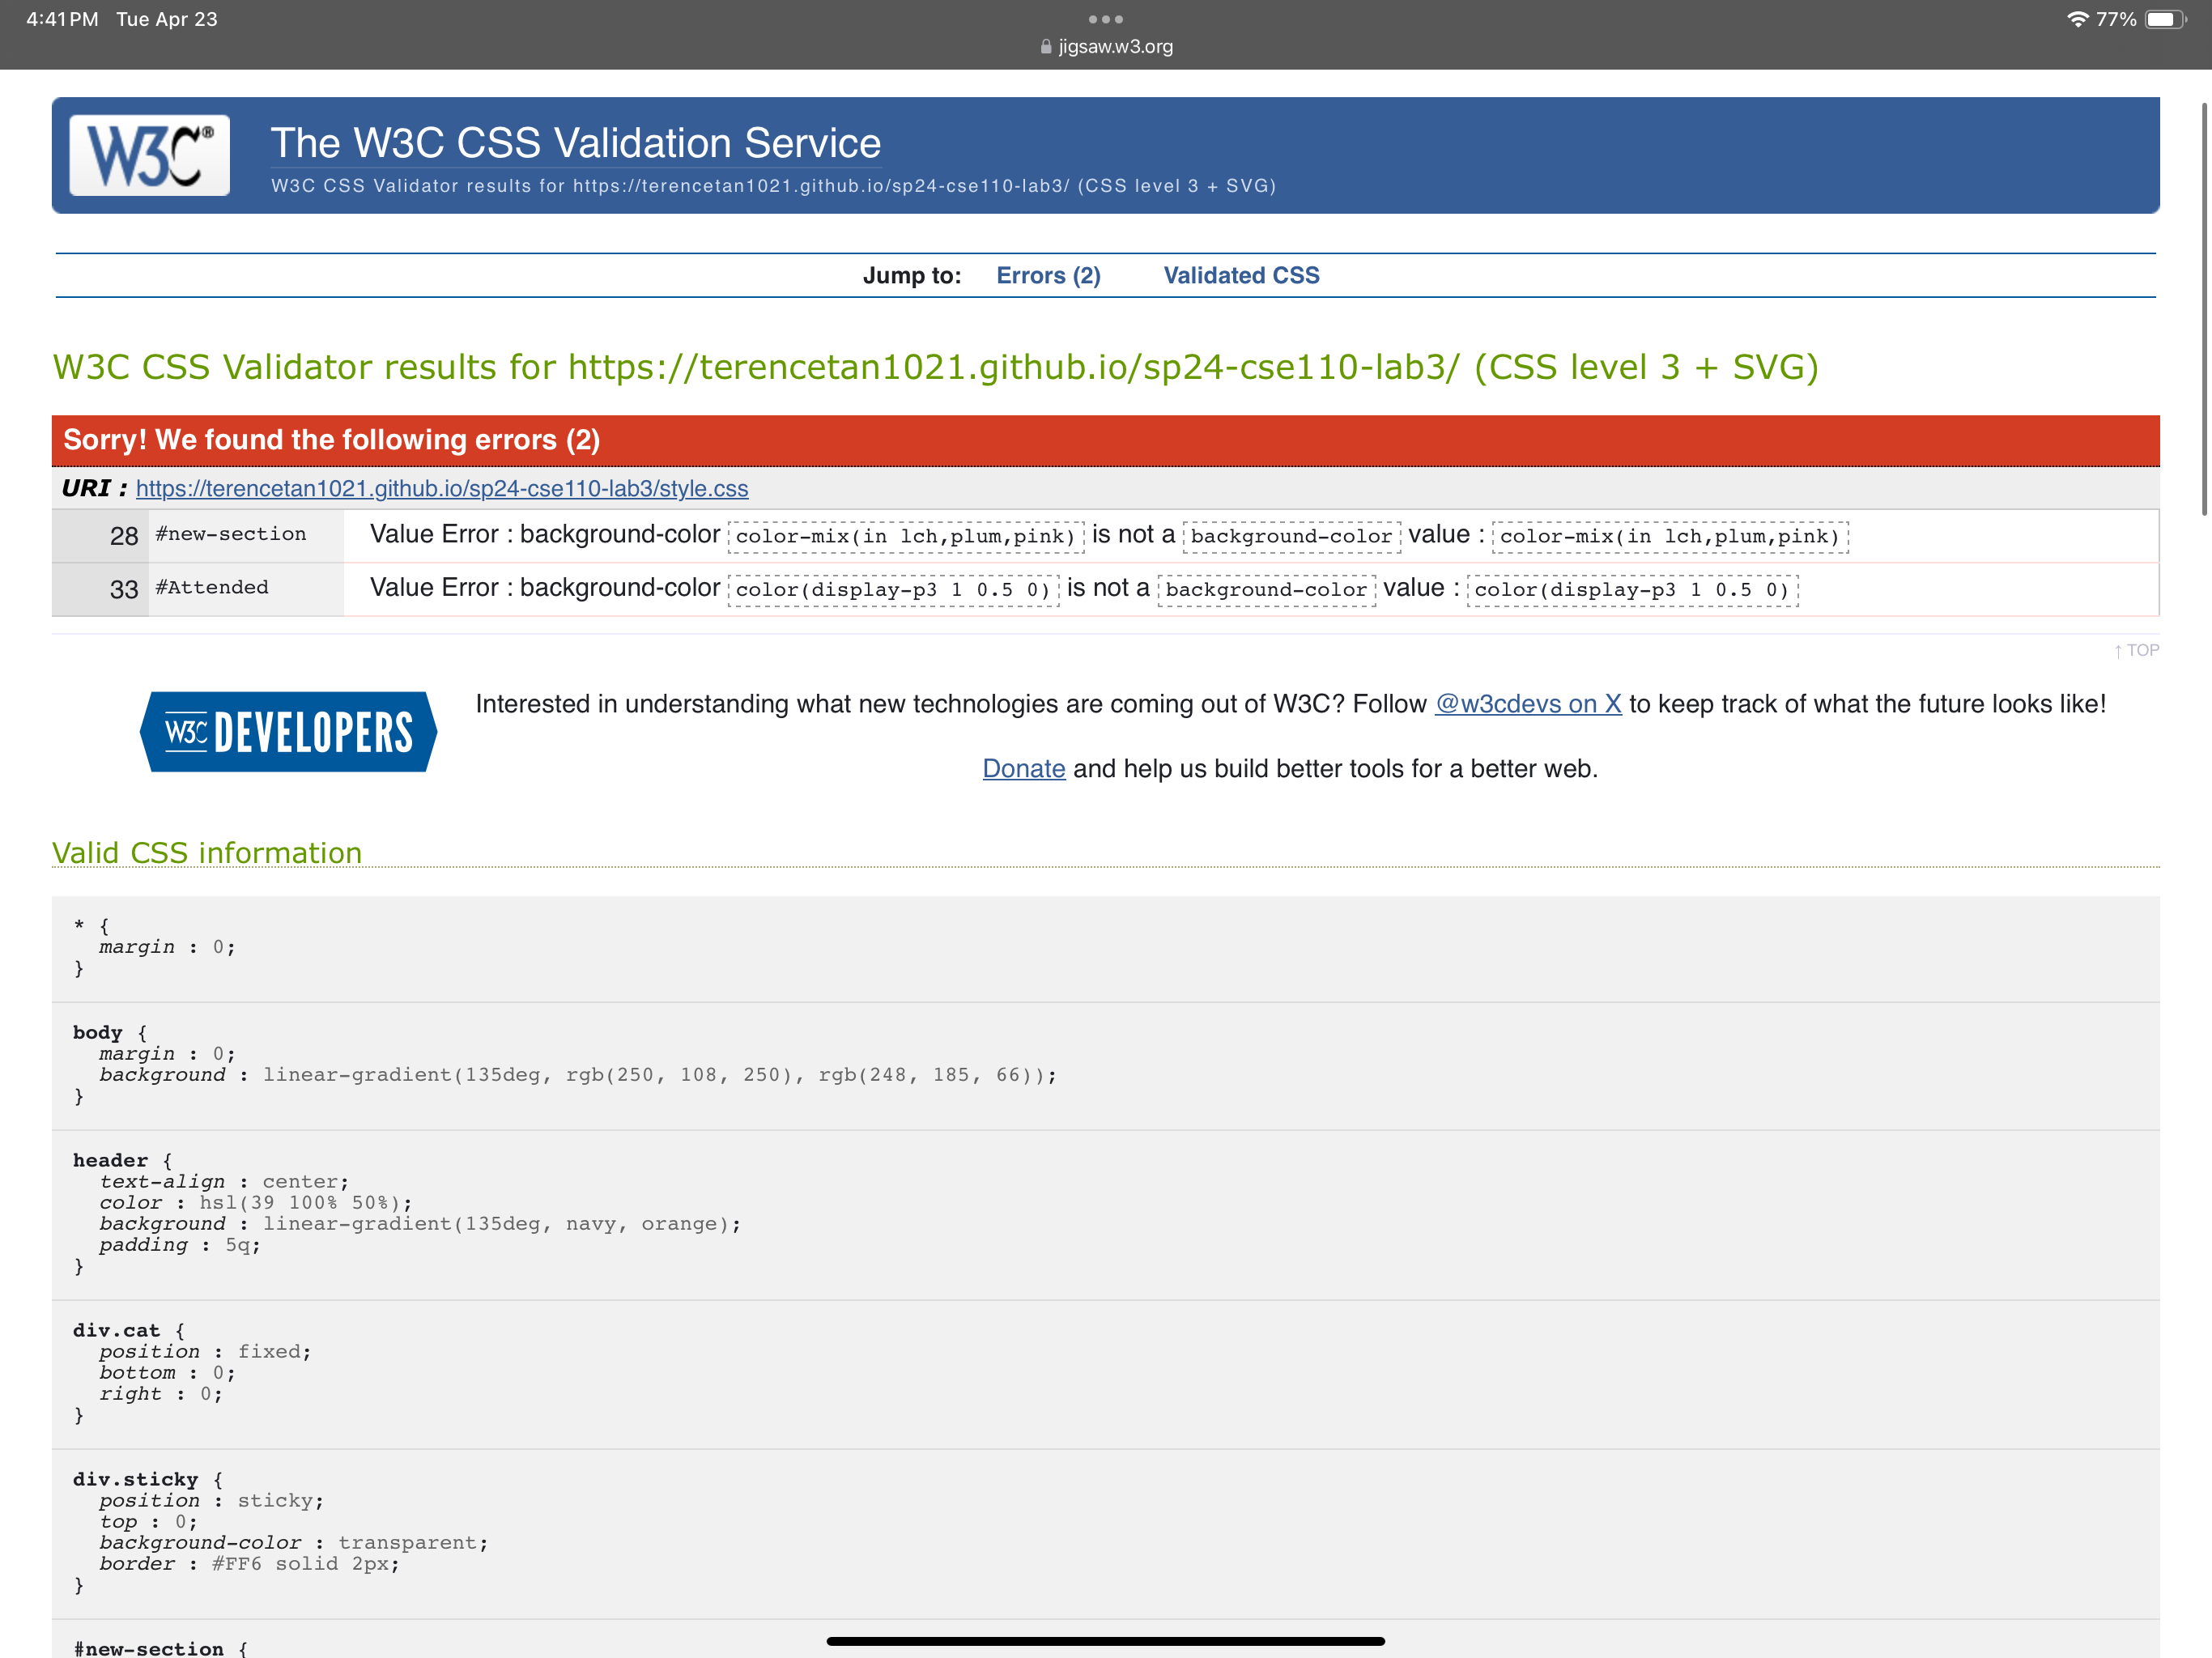 4:41 PM Tue Apr 23
77%
jigsaw.w3.org
W3C®
The W3C CSS Validation Service
W3C CSS Validator results for https://terencetan1021.github.io/sp24-cse110-lab3/ (CSS level 3 + SVG)
Jump to: Errors (2) Validated CSS
W3C CSS Validator results for https://terencetan1021.github.io/sp24-cse110-lab3/ (CSS level 3 + SVG)
Sorry! We found the following errors (2)
URI : https://terencetan1021.github.io/sp24-cse110-lab3/style.css
28 #new-section Value Error : background-color color-mix(in lch,plum,pink) is not a background-color value : color-mix(in lch,plum,pink)
33 #Attended Value Error : background-color color(display-p3 1 0.5 0) is not a background-color value : color(display-p3 1 0.5 0)
↑ TOP
W3C DEVELOPERS
Interested in understanding what new technologies are coming out of W3C? Follow @w3cdevs on X to keep track of what the future looks like!
Donate and help us build better tools for a better web.
Valid CSS information
* {
margin : 0;
}
body {
margin : 0;
background : linear-gradient(135deg, rgb(250, 108, 250), rgb(248, 185, 66));
}
header {
text-align : center;
color : hsl(39 100% 50%);
background : linear-gradient(135deg, navy, orange);
padding : 5q;
}
div.cat {
position : fixed;
bottom : 0;
right : 0;
}
div.sticky {
position : sticky;
top : 0;
background-color : transparent;
border : #FF6 solid 2px;
}
#new-section {